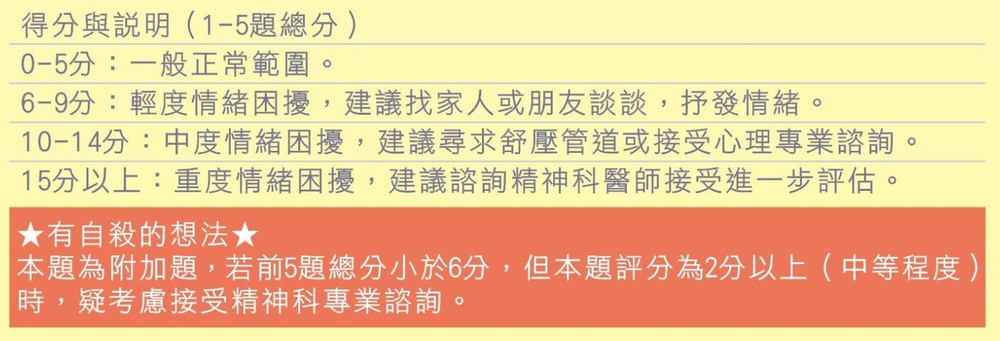 得分與説明（1-5題總分）
0-5分：一般正常範圍。
6-9分：輕度情緒困擾，建議找家人或朋友談談，抒發情緒。
10-14分：中度情緒困擾，建議尋求舒壓管道或接受心理專業諮詢。
15分以上：重度情緒困擾，建議諮詢精神科醫師接受進一步評估。
★有自殺的想法★
本題為附加題，若前5題總分小於6分，但本題評分為2分以上（中等程度）
時，疑考慮接受精神科專業諮詢。